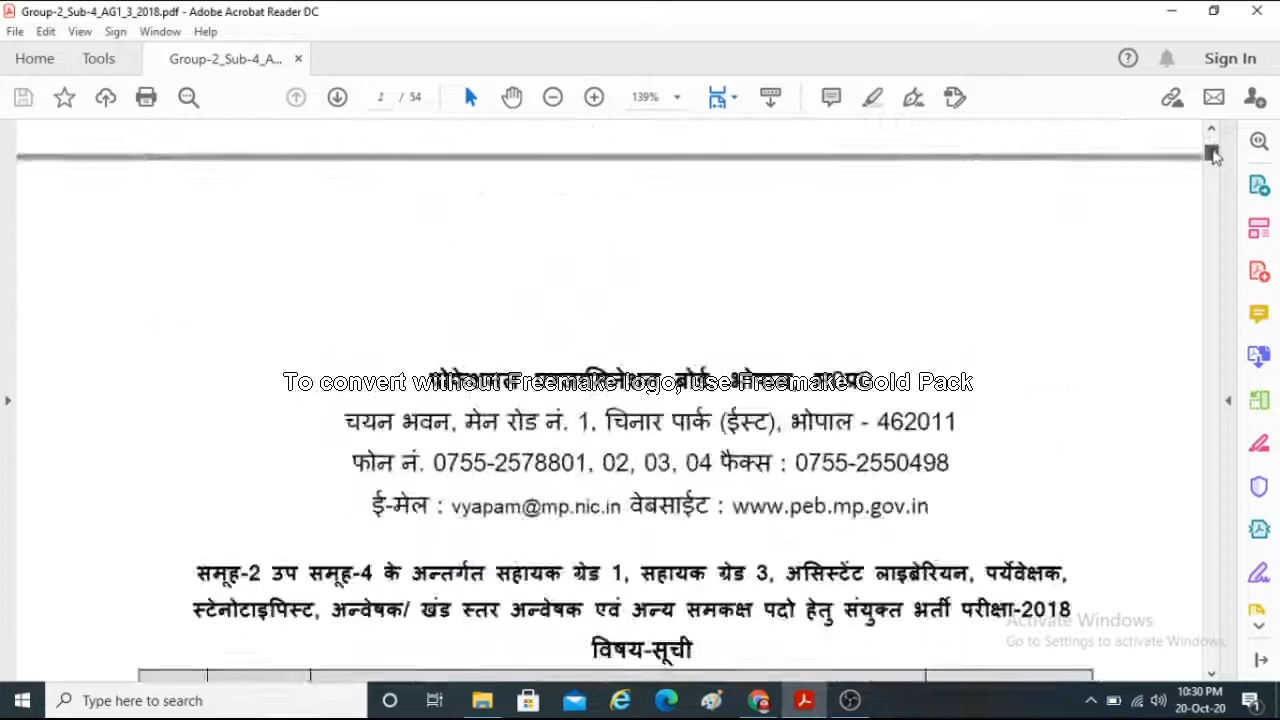 Group-2_Sub-4_AG1_3_2018.pdf - Adobe Acrobat Reader DC
File Edit View Sign Window Help
Home Tools Group-2_Sub-4_A... × Sign In
2 / 54 139%
To convert without Freemake logo, use Freemake Gold Pack
चयन भवन, मेन रोड नं. 1, चिनार पार्क (ईस्ट), भोपाल - 462011
फोन नं. 0755-2578801, 02, 03, 04 फैक्स : 0755-2550498
ई-मेल : vyapam@mp.nic.in वेबसाईट : www.peb.mp.gov.in
समूह-2 उप समूह-4 के अन्तर्गत सहायक ग्रेड 1, सहायक ग्रेड 3, असिस्टेंट लाइब्रेरियन, पर्यवेक्षक,
स्टेनोटाइपिस्ट, अन्वेषक/ खंड स्तर अन्वेषक एवं अन्य समकक्ष पदो हेतु संयुक्त भर्ती परीक्षा-2018
विषय-सूची
Activate Windows
Go to Settings to activate Windows.
Type here to search
10:30 PM
20-Oct-20
1